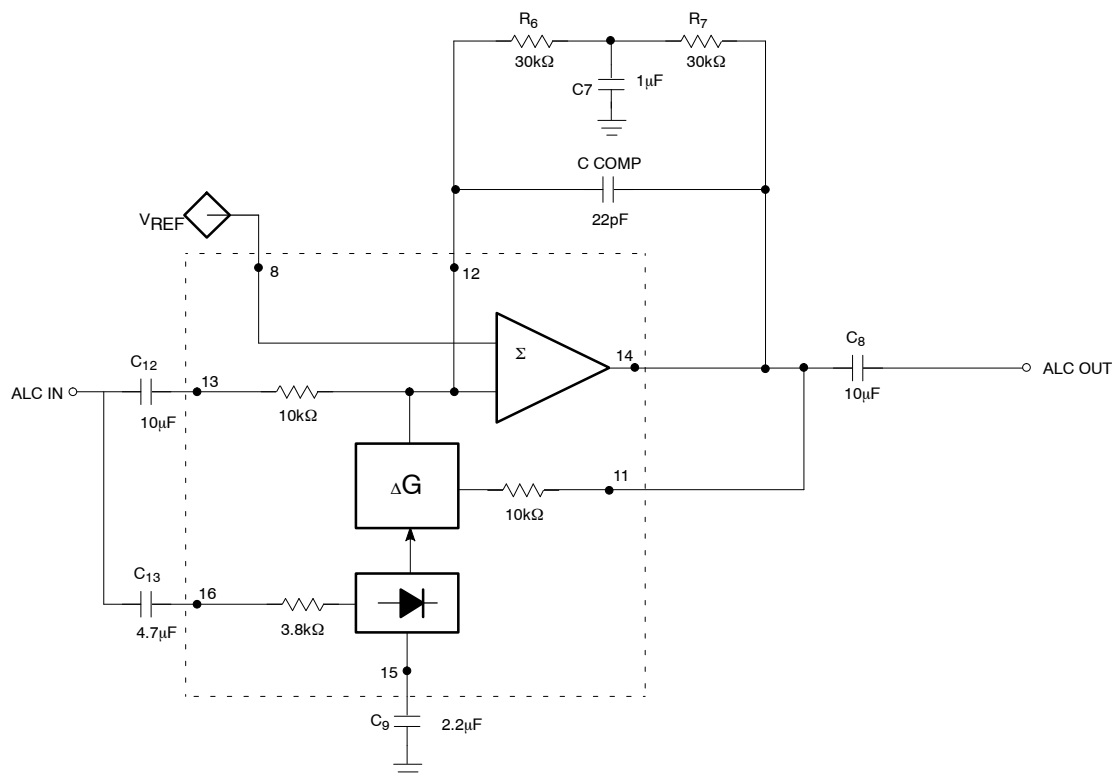 R6
R7
30kΩ
30kΩ
C7
1μF
C COMP
22pF
VREF
8
12
Σ
14
C8
C12
13
ALC IN
ALC OUT
10μF
10kΩ
10μF
ΔG
11
10kΩ
C13
16
4.7μF
3.8kΩ
15
C9
2.2μF